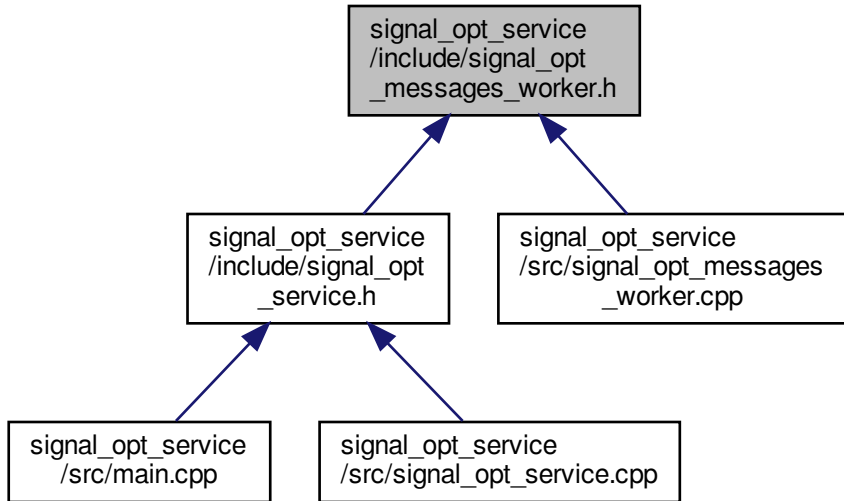 signal_opt_service
/include/signal_opt
_messages_worker.h
signal_opt_service
/include/signal_opt
_service.h
signal_opt_service
/src/signal_opt_messages
_worker.cpp
signal_opt_service
/src/main.cpp
signal_opt_service
/src/signal_opt_service.cpp